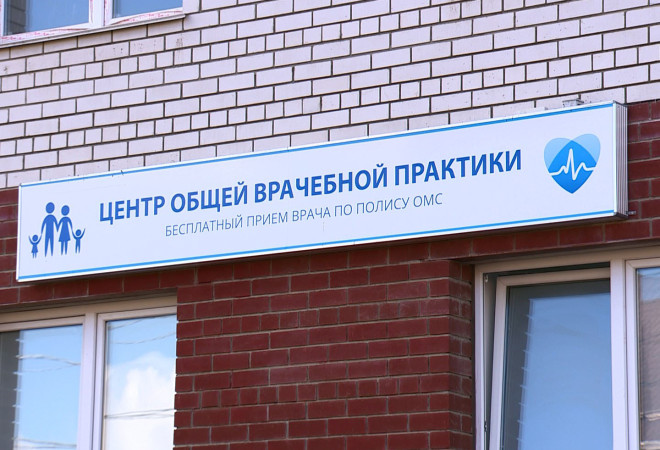 ЦЕНТР ОБЩЕЙ ВРАЧЕБНОЙ ПРАКТИКИ
БЕСПЛАТНЫЙ ПРИЕМ ВРАЧА ПО ПОЛИСУ ОМС